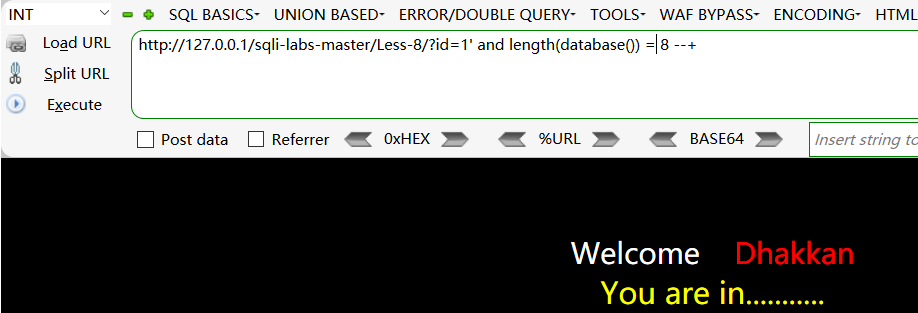 INT SQL BASICS UNION BASED ERROR/DOUBLE QUERY TOOLS WAF BYPASS ENCODING HTML
Load URL http://127.0.0.1/sqli-labs-master/Less-8/?id=1' and length(database()) = 8 --+
Split URL
Execute
Post data Referrer 0xHEX %URL BASE64 Insert string to
Welcome Dhakkan
You are in...........